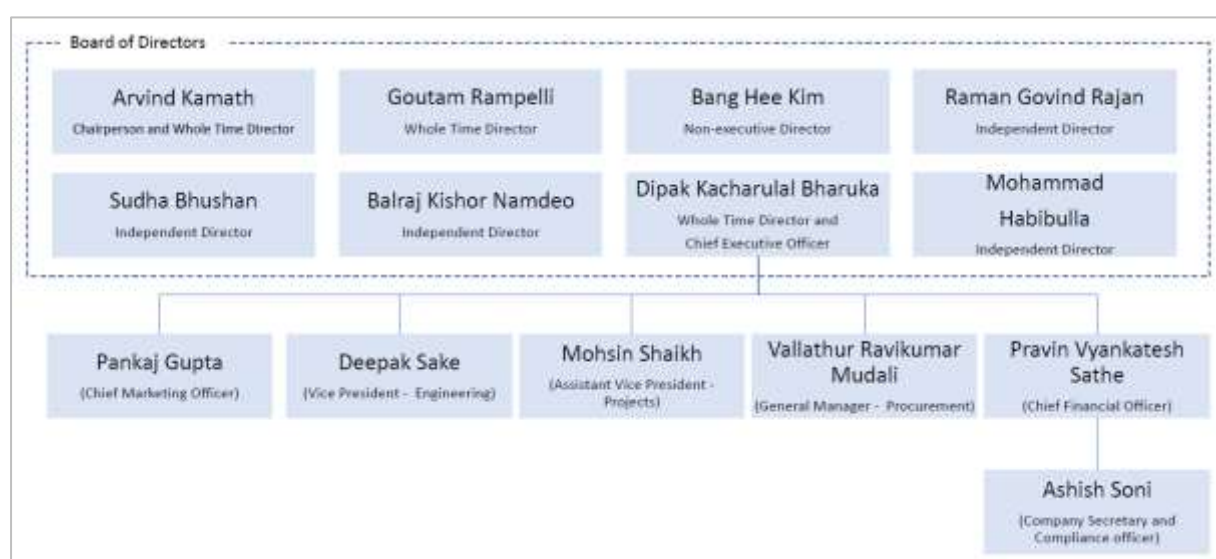 Board of Directors
Arvind Kamath
Chairperson and Whole Time Director
Goutam Rampelli
Whole Time Director
Bang Hee Kim
Non-executive Director
Raman Govind Rajan
Independent Director
Sudha Bhushan
Independent Director
Balraj Kishor Namdeo
Independent Director
Dipak Kacharulal Bharuka
Whole Time Director and
Chief Executive Officer
Mohammad
Habibulla
Independent Director
Pankaj Gupta
(Chief Marketing Officer)
Deepak Sake
(Vice President - Engineering)
Mohsin Shaikh
(Assistant Vice President -
Projects)
Vallathur Ravikumar
Mudali
(General Manager - Procurement)
Pravin Vyankatesh
Sathe
(Chief Financial Officer)
Ashish Soni
(Company Secretary and
Compliance officer)